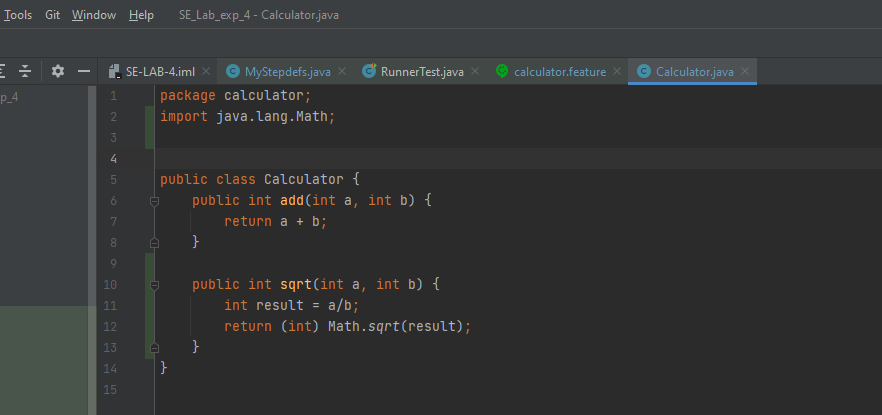 Tools Git Window Help SE_Lab_exp_4 - Calculator.java
SE-LAB-4.iml MyStepdefs.java RunnerTest.java calculator.feature Calculator.java
p_4
1 package calculator;
2 import java.lang.Math;
3
4
5 public class Calculator {
6 public int add(int a, int b) {
7 return a + b;
8 }
9
10 public int sqrt(int a, int b) {
11 int result = a/b;
12 return (int) Math.sqrt(result);
13 }
14 }
15